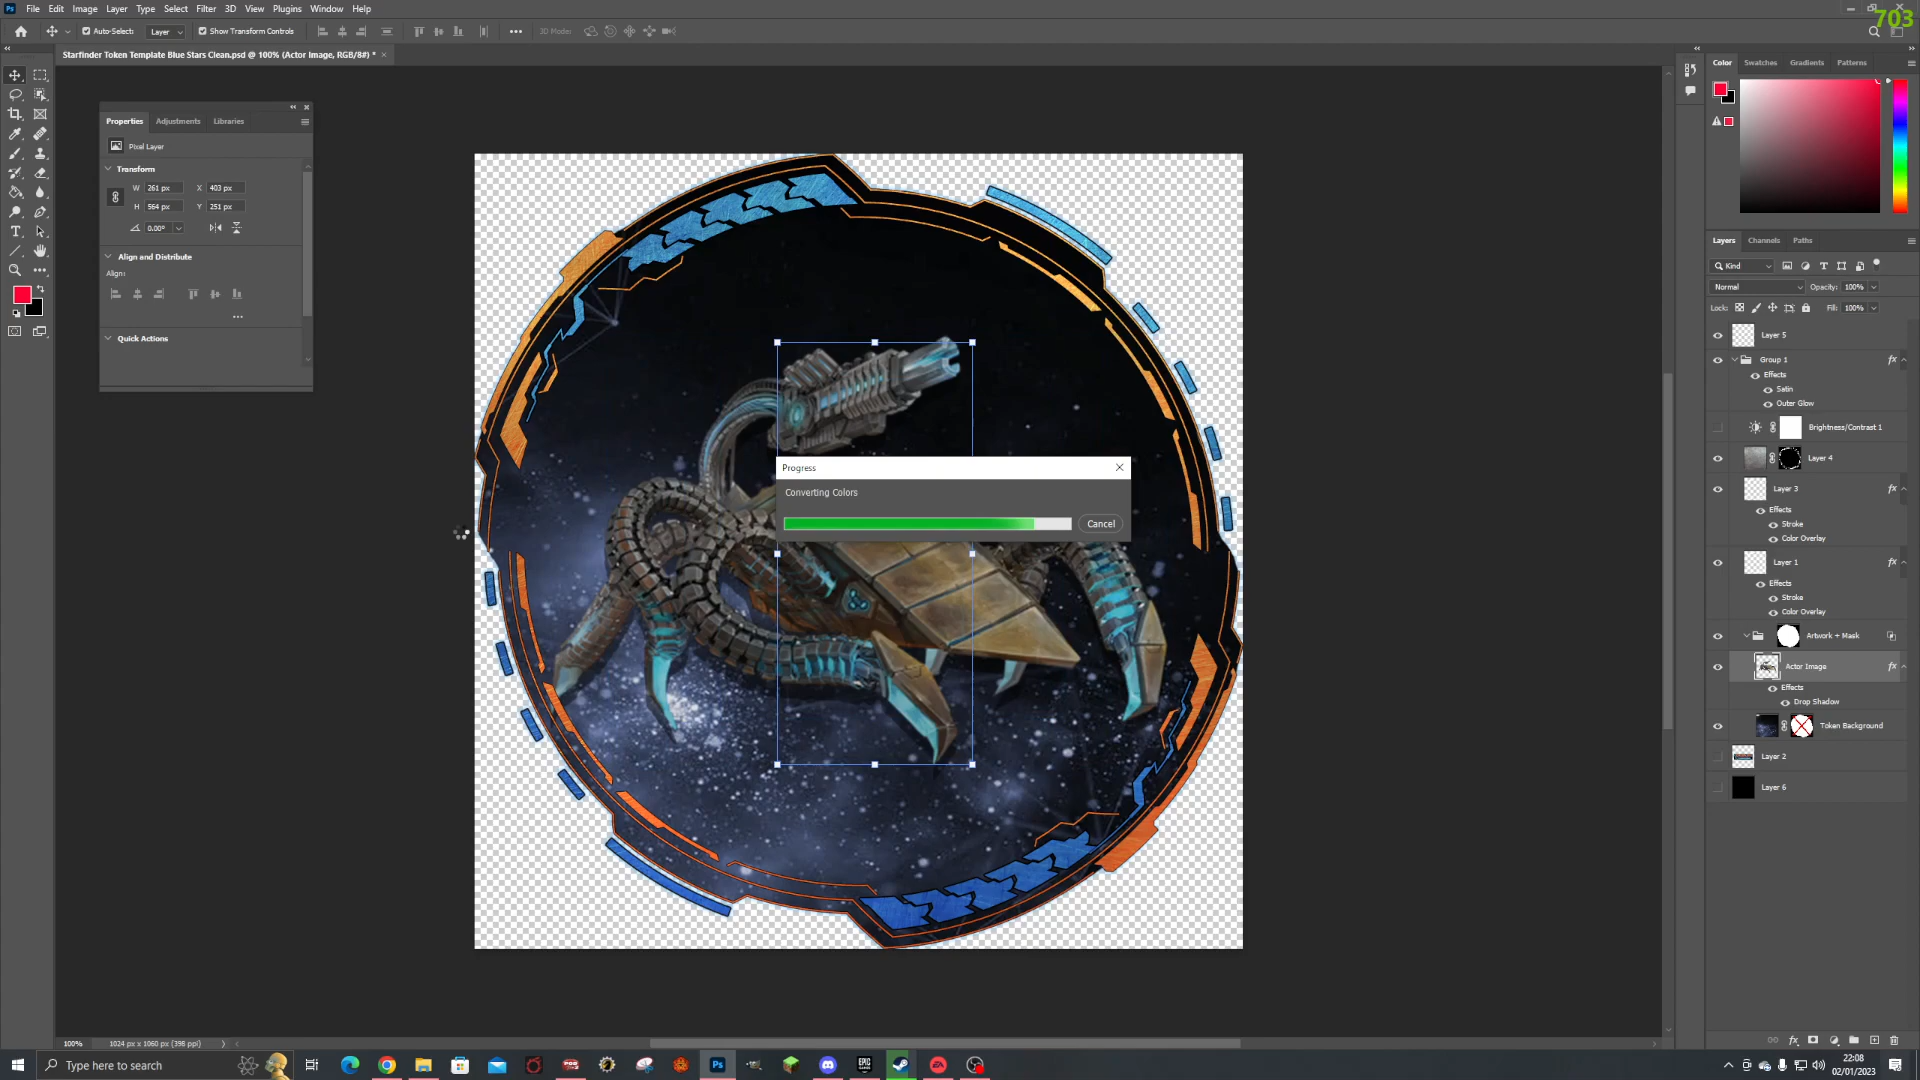 File Edit Image Layer Type Select Filter 3D View Plugins Window Help
703
Auto-Select: Layer Show Transform Controls 3D Mode:
Starfinder Token Template Blue Stars Clean.psd @ 100% (Actor Image, RGB/8#) *
Properties Adjustments Libraries
Pixel Layer
Transform
W 261 px X 403 px
H 564 px Y 251 px
0.00°
Align and Distribute
Align:
Quick Actions
Progress
Converting Colors
Cancel
Color Swatches Gradients Patterns
Layers Channels Paths
Kind
Normal Opacity: 100%
Lock: Fill: 100%
Layer 5
Group 1 fx
Effects
Satin
Outer Glow
Brightness/Contrast 1
Layer 4
Layer 3 fx
Effects
Stroke
Color Overlay
Layer 1 fx
Effects
Stroke
Color Overlay
Artwork + Mask
Actor Image fx
Effects
Drop Shadow
Token Background
Layer 2
Layer 6
100% 1024 px x 1060 px (398 ppi)
Type here to search
22:08
02/01/2023